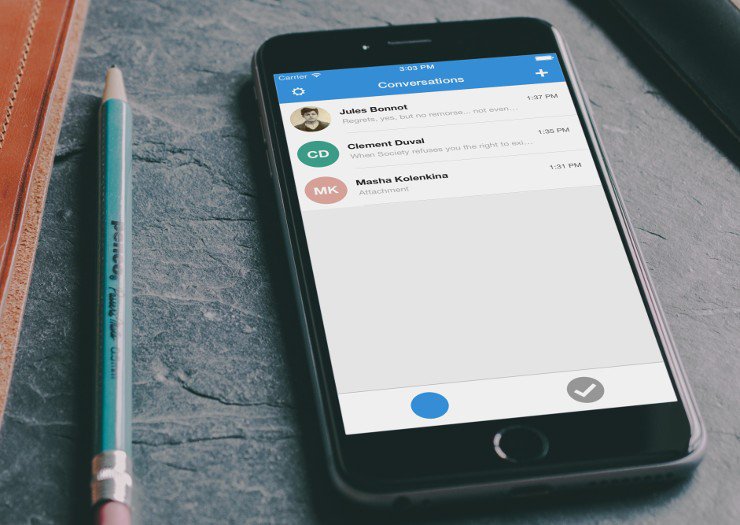 Carrier 3:03 PM
Conversations +
Jules Bonnot 1:37 PM
Regrets, yes, but no remorse... not even...
CD Clement Duval 1:35 PM
When Society refuses you the right to exi...
MK Masha Kolenkina 1:31 PM
Attachment